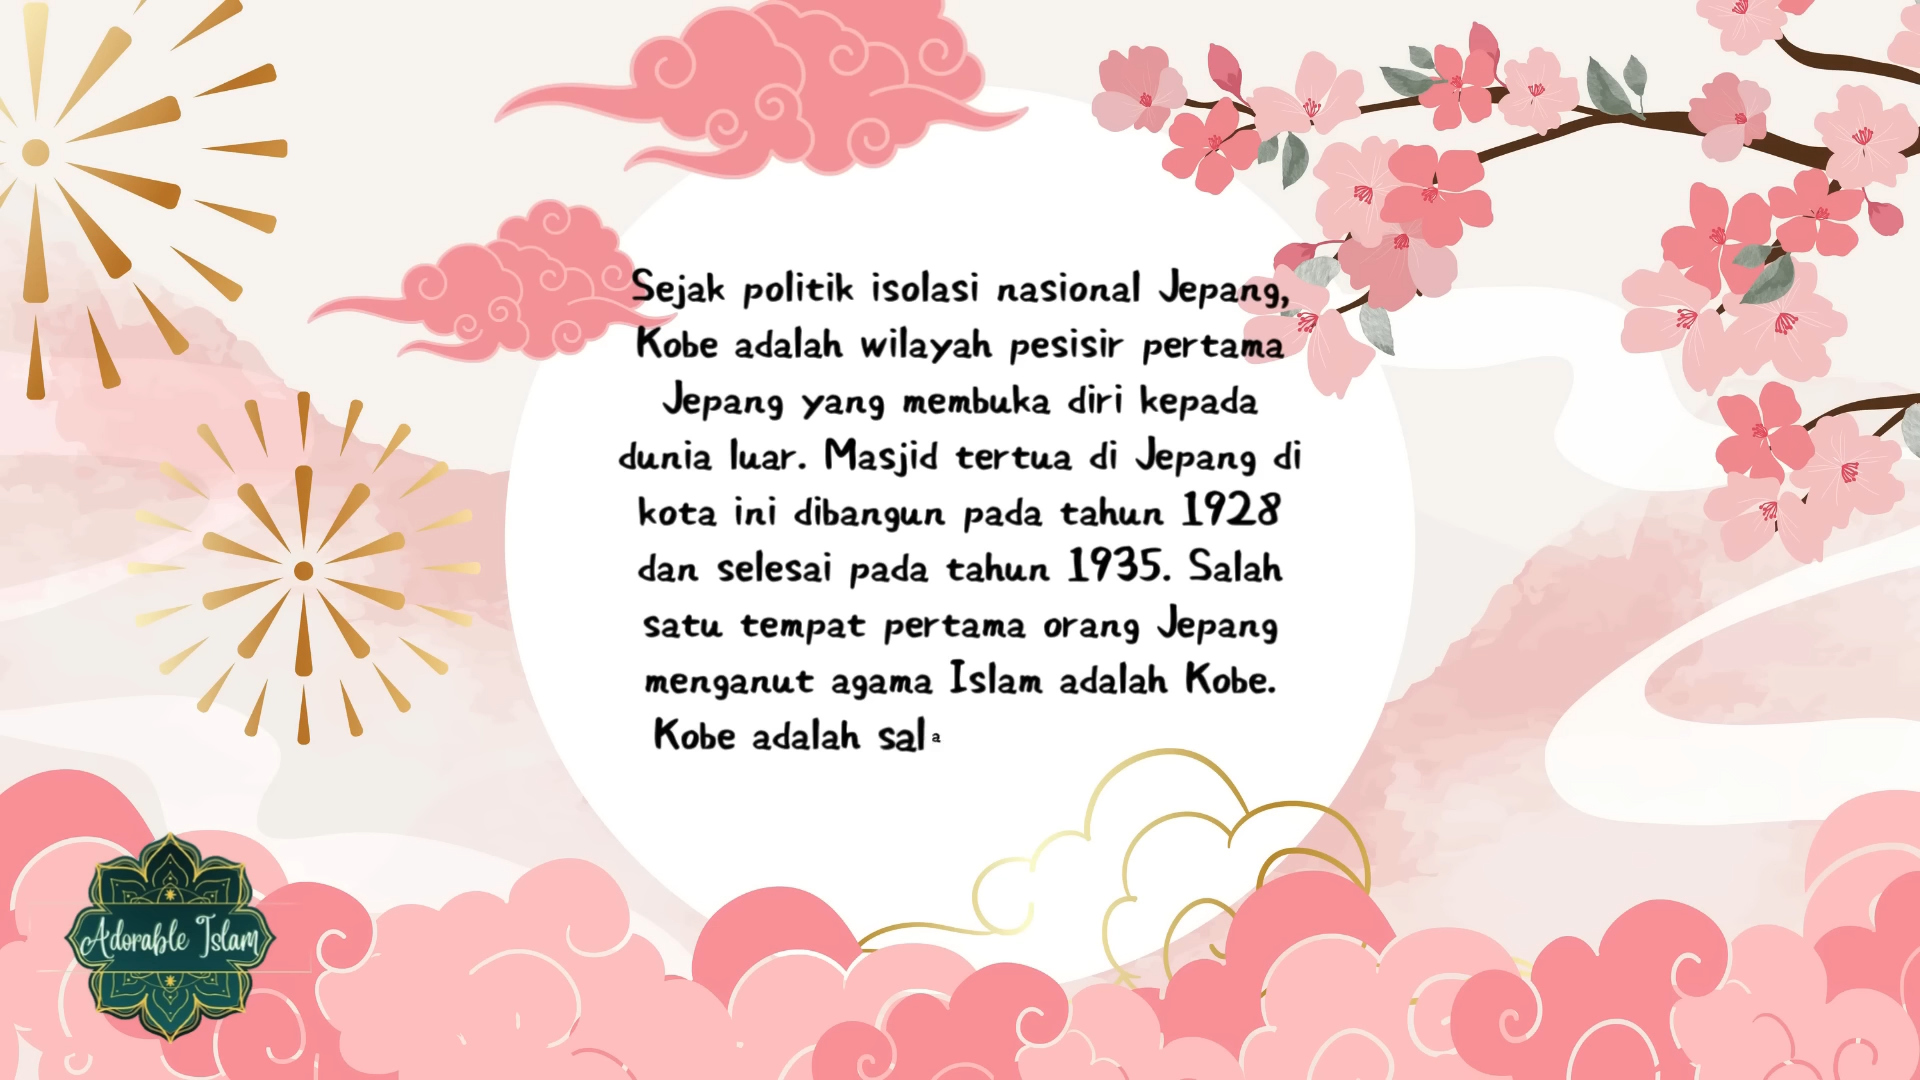 Sejak politik isolasi nasional Jepang,
Kobe adalah wilayah pesisir pertama
Jepang yang membuka diri kepada
dunia luar. Masjid tertua di Jepang di
kota ini dibangun pada tahun 1928
dan selesai pada tahun 1935. Salah
satu tempat pertama orang Jepang
menganut agama Islam adalah Kobe.
Kobe adalah sala
Adorable Islam